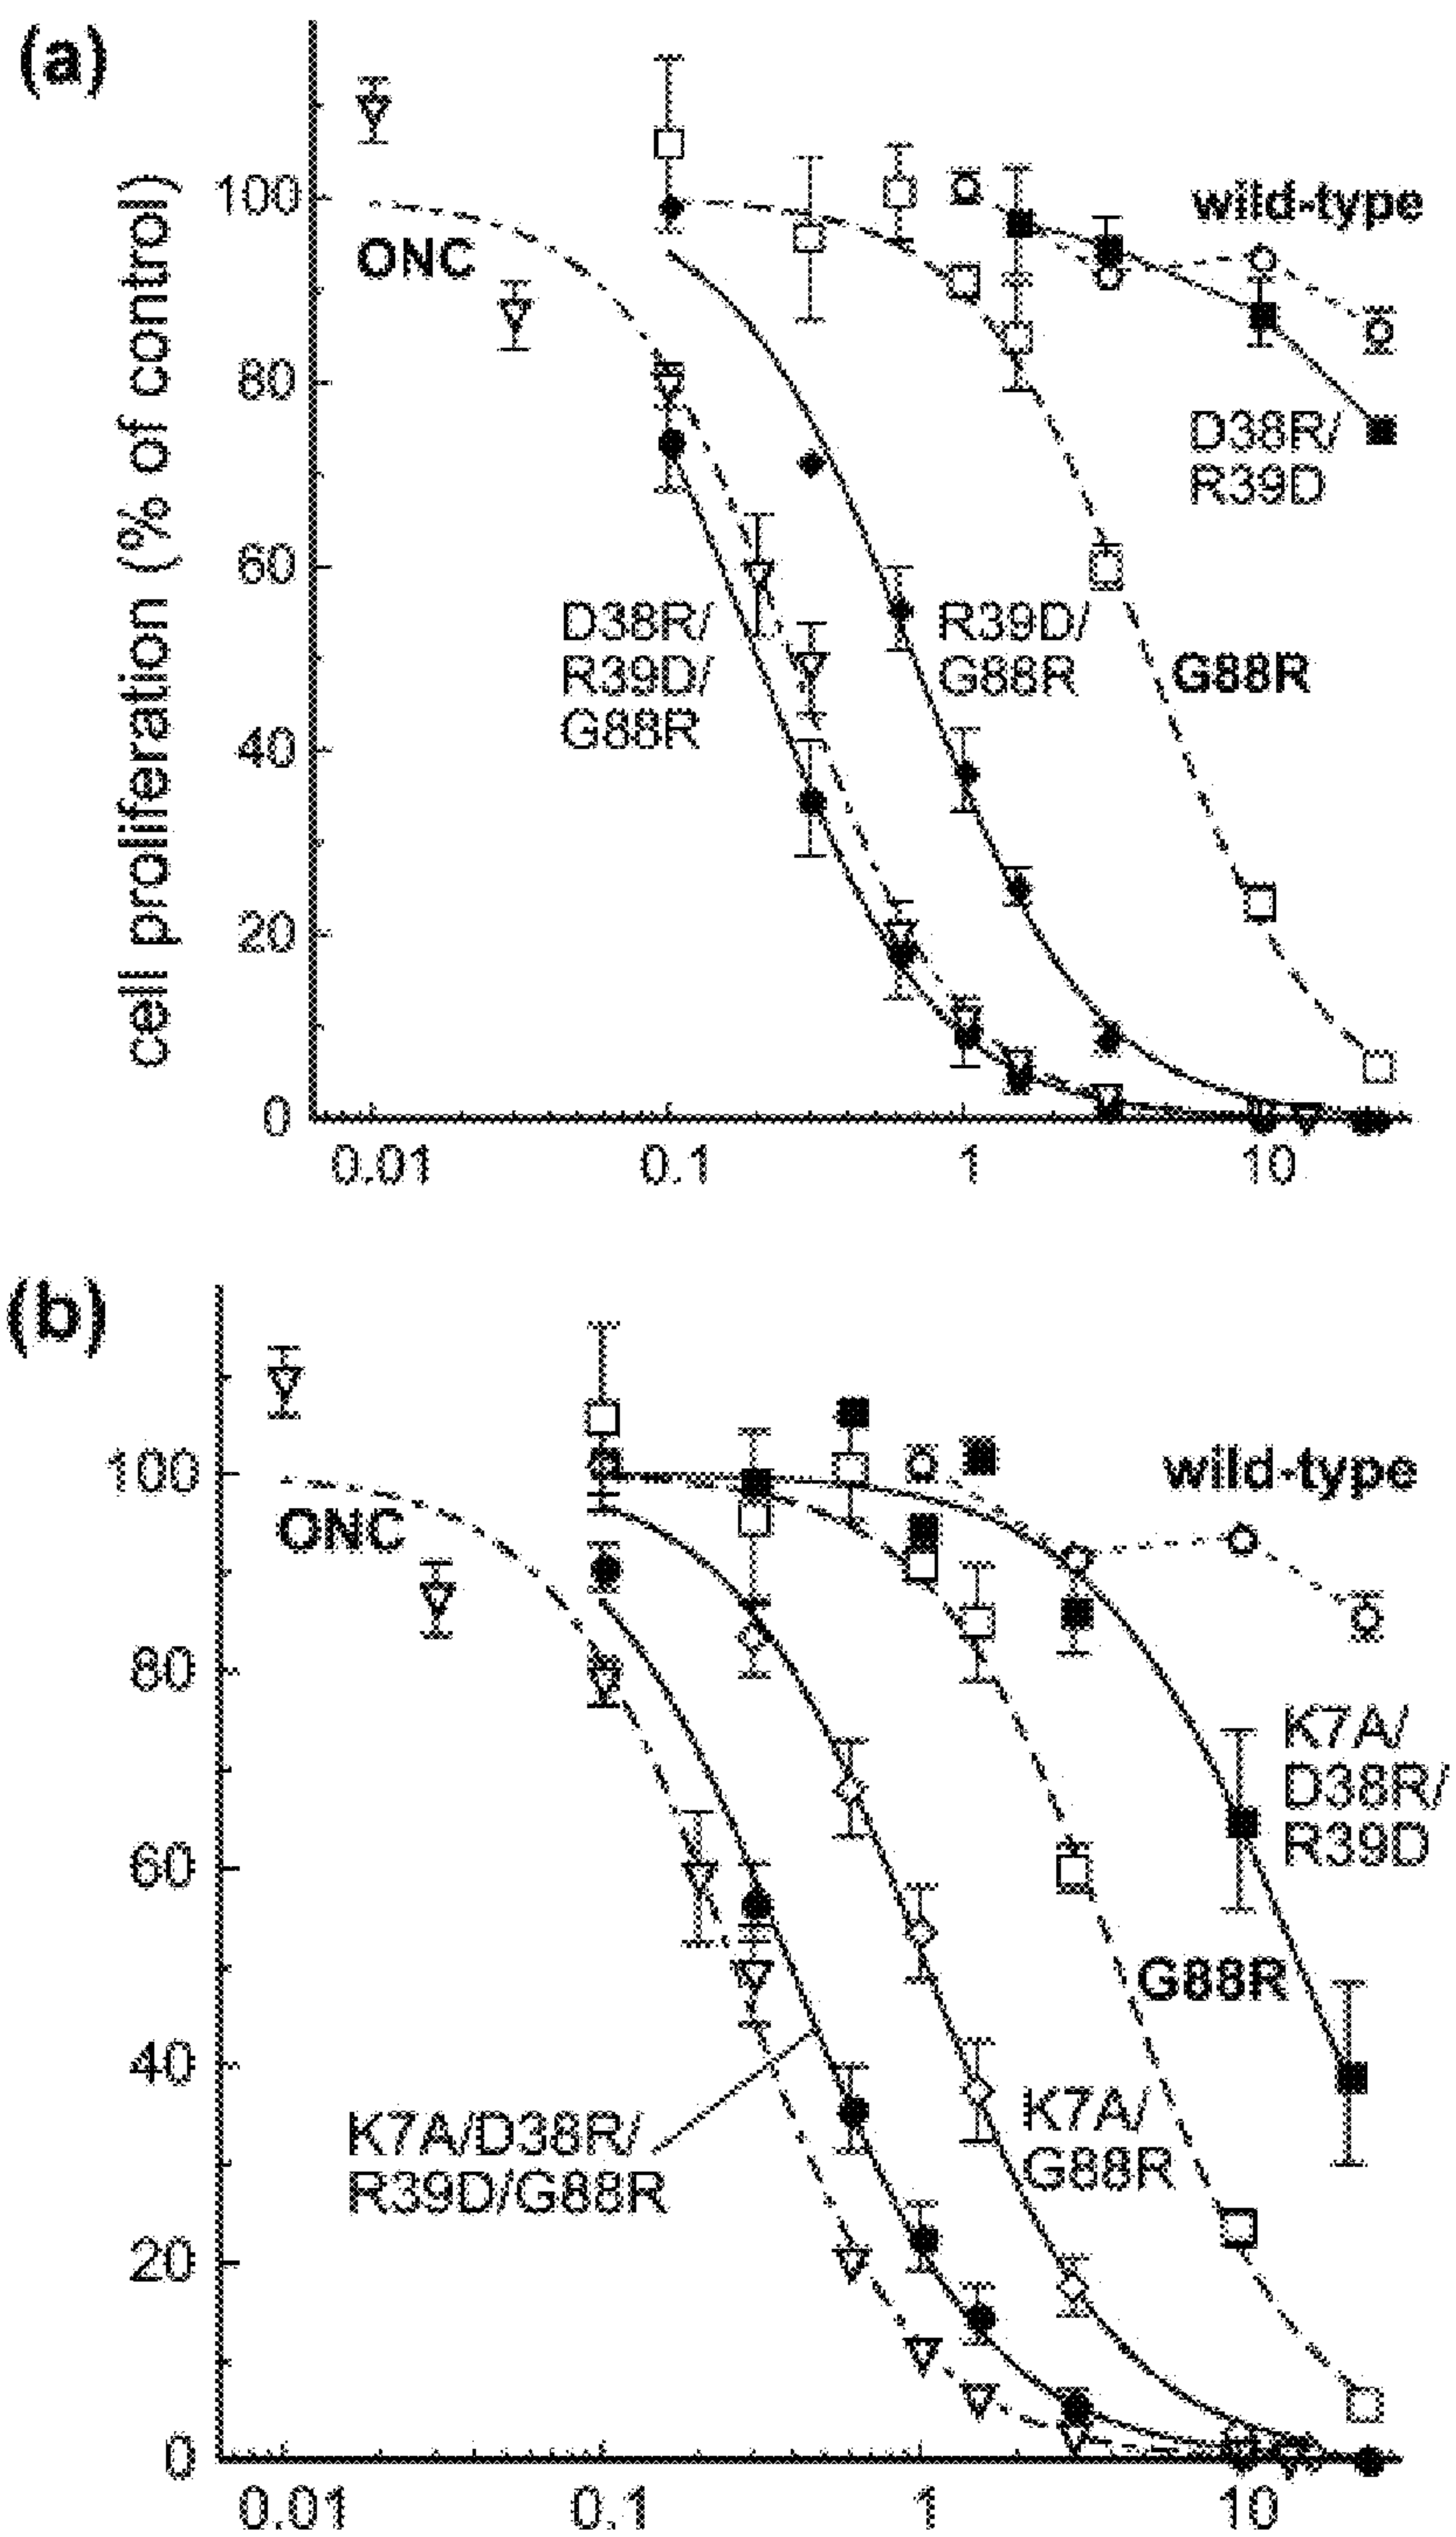 (a)
cell proliferation (% of control)
100
80
60
40
20
0
ONC
wild-type
D38R/
R39D
D38R/
R39D/
G88R
R39D/
G88R
G88R
0.01
0.1
1
10
(b)
100
80
60
40
20
0
ONC
wild-type
K7A/
D38R/
R39D
G88R
K7A/
G88R
K7A/D38R/
R39D/G88R
0.01
0.1
1
10